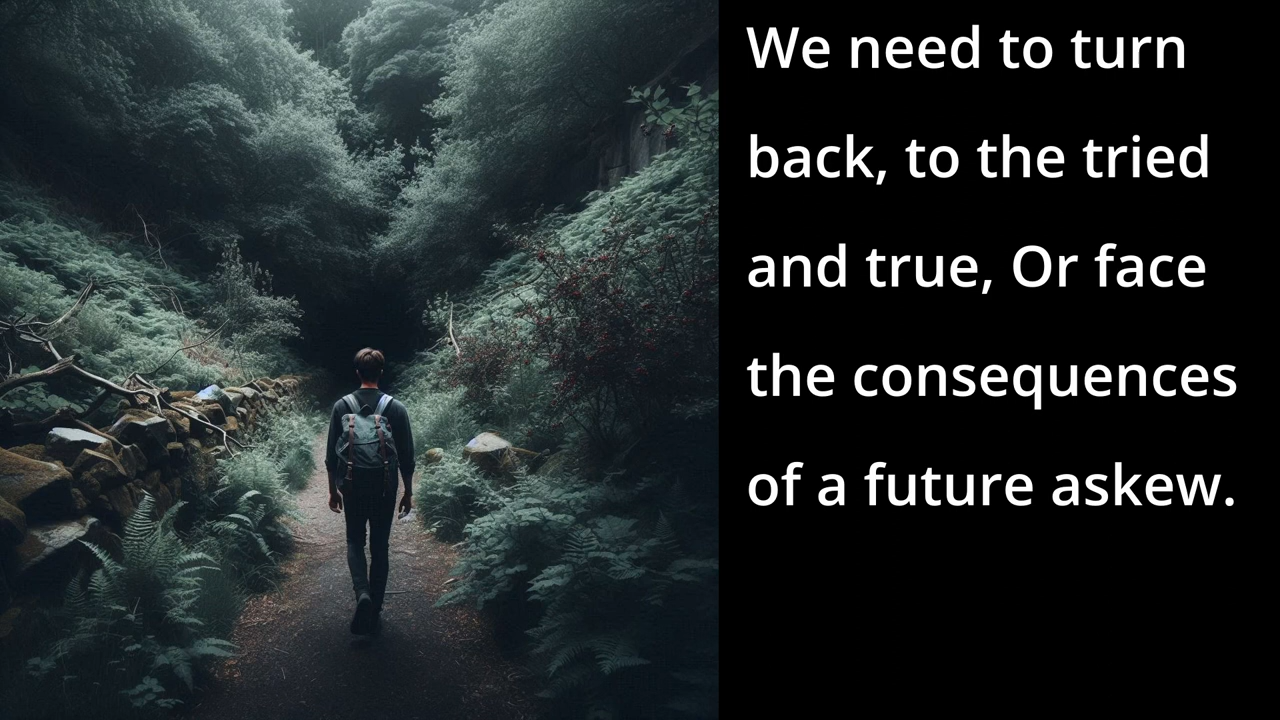 We need to turn
back, to the tried
and true, Or face
the consequences
of a future askew.